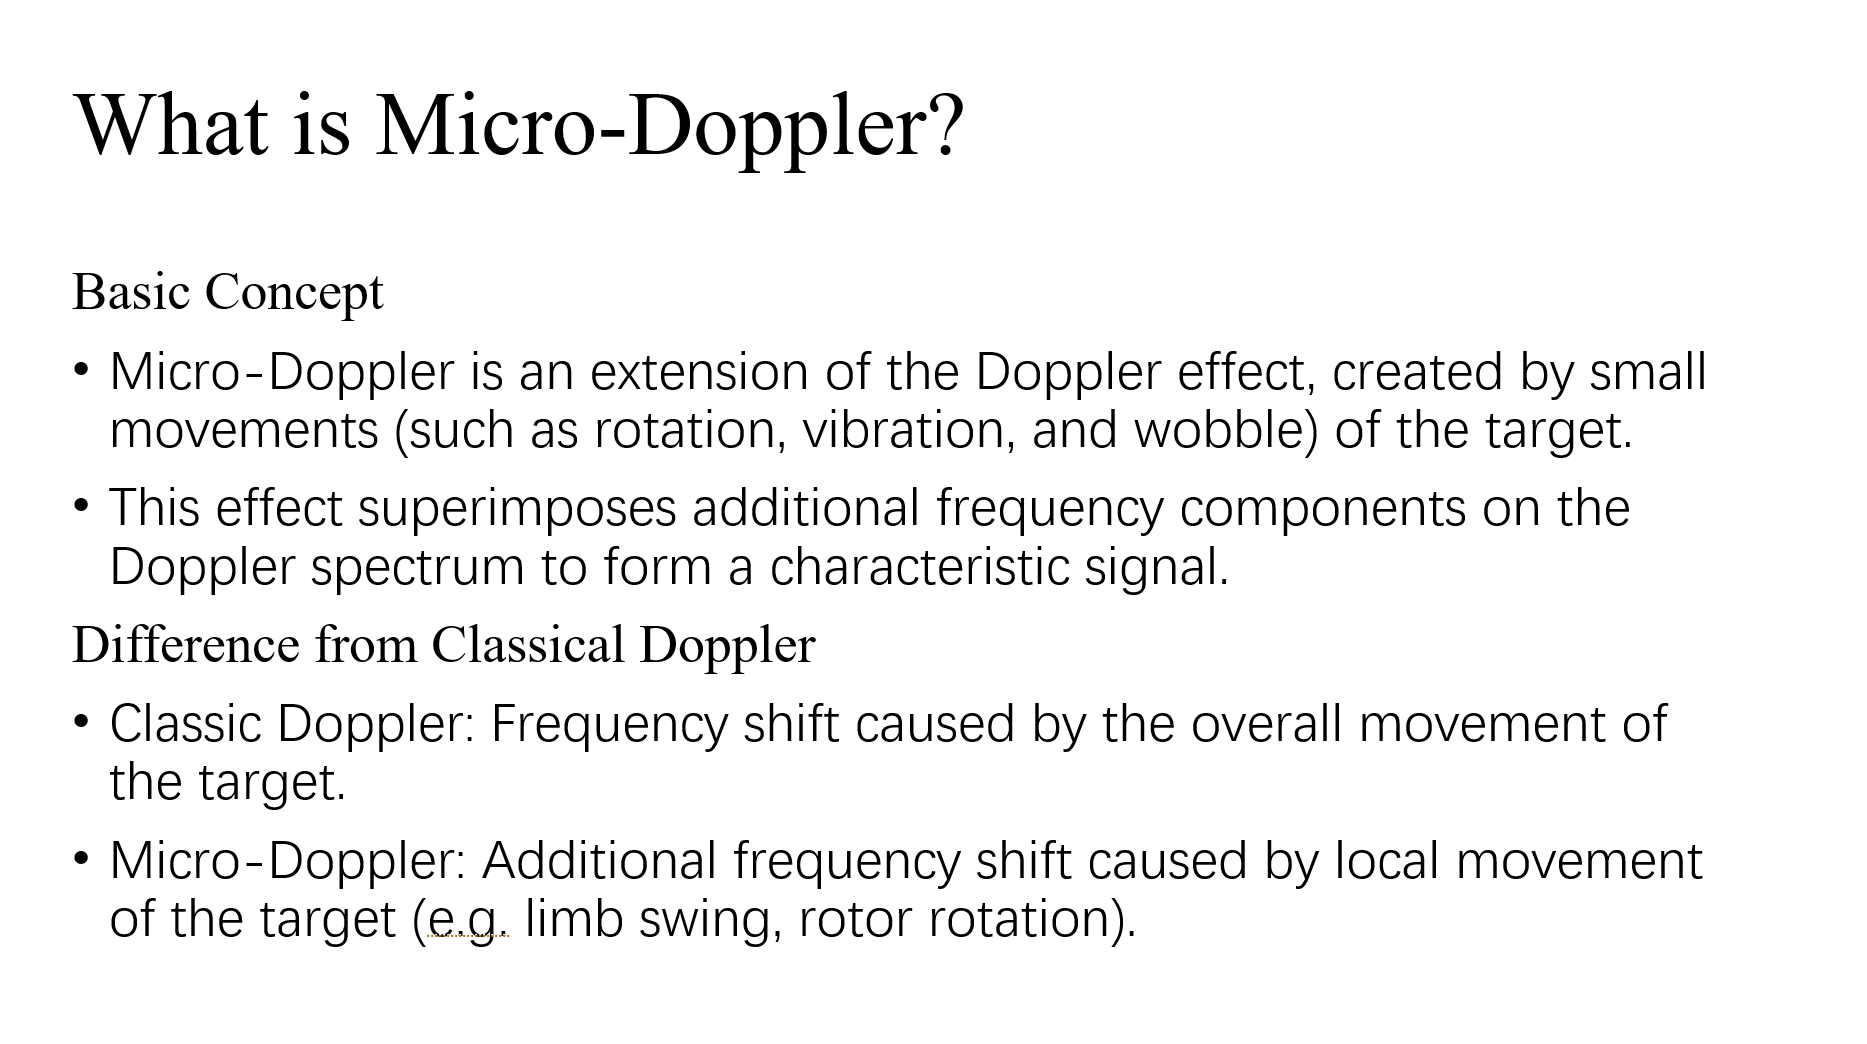 What is Micro-Doppler?
Basic Concept
• Micro-Doppler is an extension of the Doppler effect, created by small
movements (such as rotation, vibration, and wobble) of the target.
• This effect superimposes additional frequency components on the
Doppler spectrum to form a characteristic signal.
Difference from Classical Doppler
• Classic Doppler: Frequency shift caused by the overall movement of
the target.
• Micro-Doppler: Additional frequency shift caused by local movement
of the target (e.g. limb swing, rotor rotation).